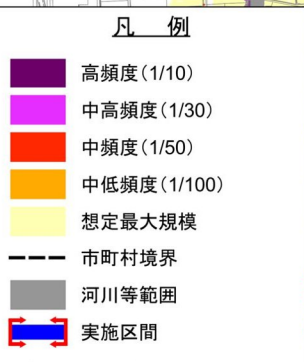 凡 例
高頻度(1/10)
中高頻度(1/30)
中頻度(1/50)
中低頻度(1/100)
想定最大規模
市町村境界
河川等範囲
実施区間